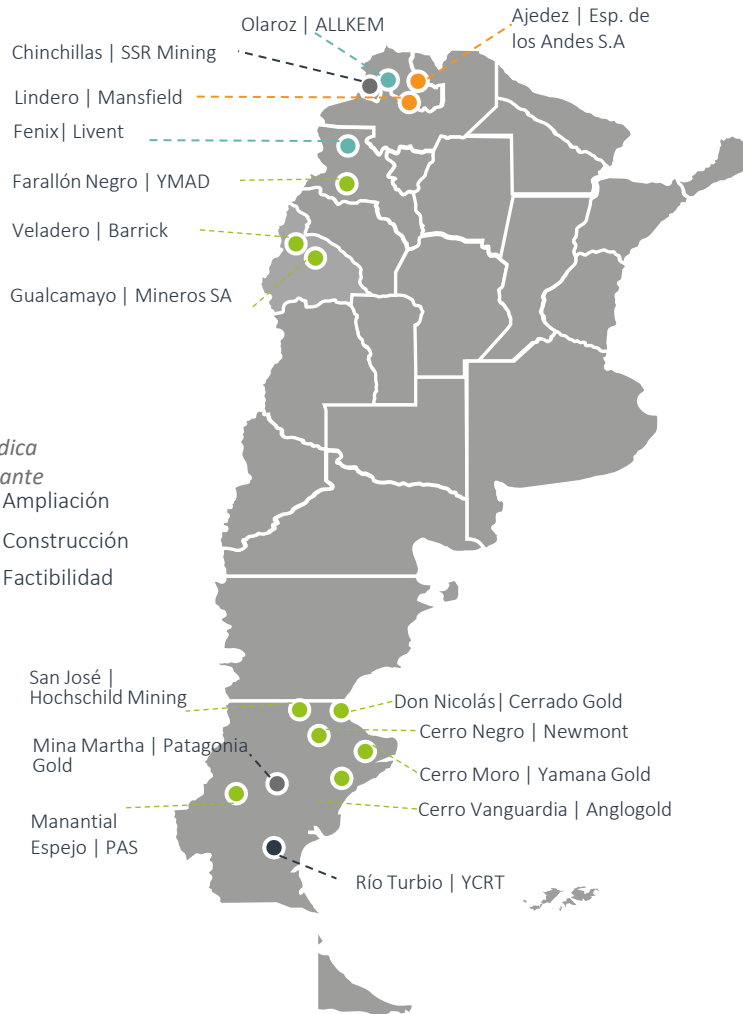 Olaroz | ALLKEM
Ajedez | Esp. de
los Andes S.A
Chinchillas | SSR Mining
Lindero | Mansfield
Fenix| Livent
Farallón Negro | YMAD
Veladero | Barrick
Gualcamayo | Mineros SA
dica
ante
Ampliación
Construcción
Factibilidad
San José |
Hochschild Mining
Don Nicolás| Cerrado Gold
Cerro Negro | Newmont
Mina Martha | Patagonia
Gold
Cerro Moro | Yamana Gold
Cerro Vanguardia | Anglogold
Manantial
Espejo | PAS
Río Turbio | YCRT